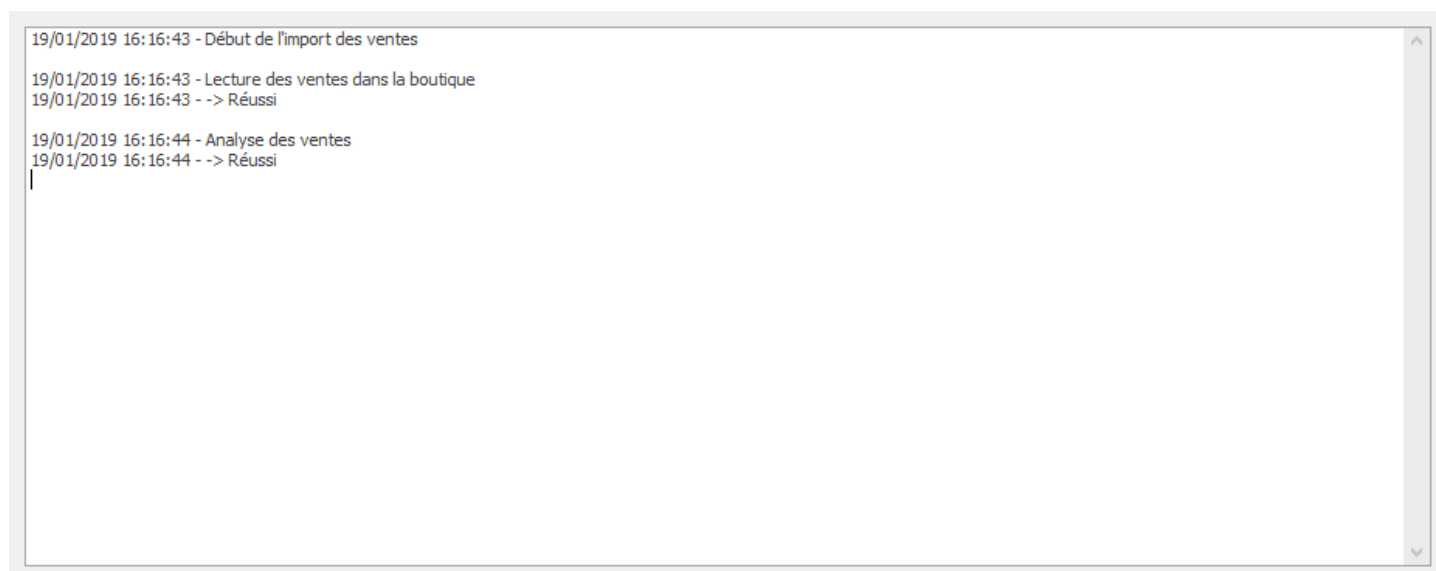 19/01/2019 16:16:43 - Début de l'import des ventes
19/01/2019 16:16:43 - Lecture des ventes dans la boutique
19/01/2019 16:16:43 - -> Réussi
19/01/2019 16:16:44 - Analyse des ventes
19/01/2019 16:16:44 - -> Réussi